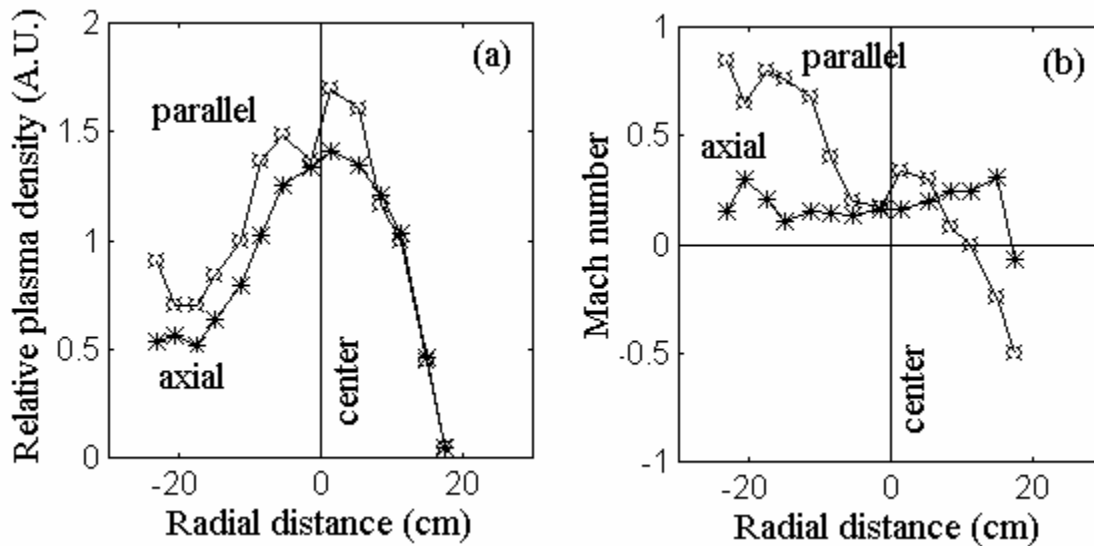 Relative plasma density (A.U.)
2
1.5
1
0.5
0
(a)
parallel
axial
center
-20
0
20
Radial distance (cm)
Mach number
1
0.5
0
-0.5
-1
(b)
parallel
axial
center
-20
0
20
Radial distance (cm)